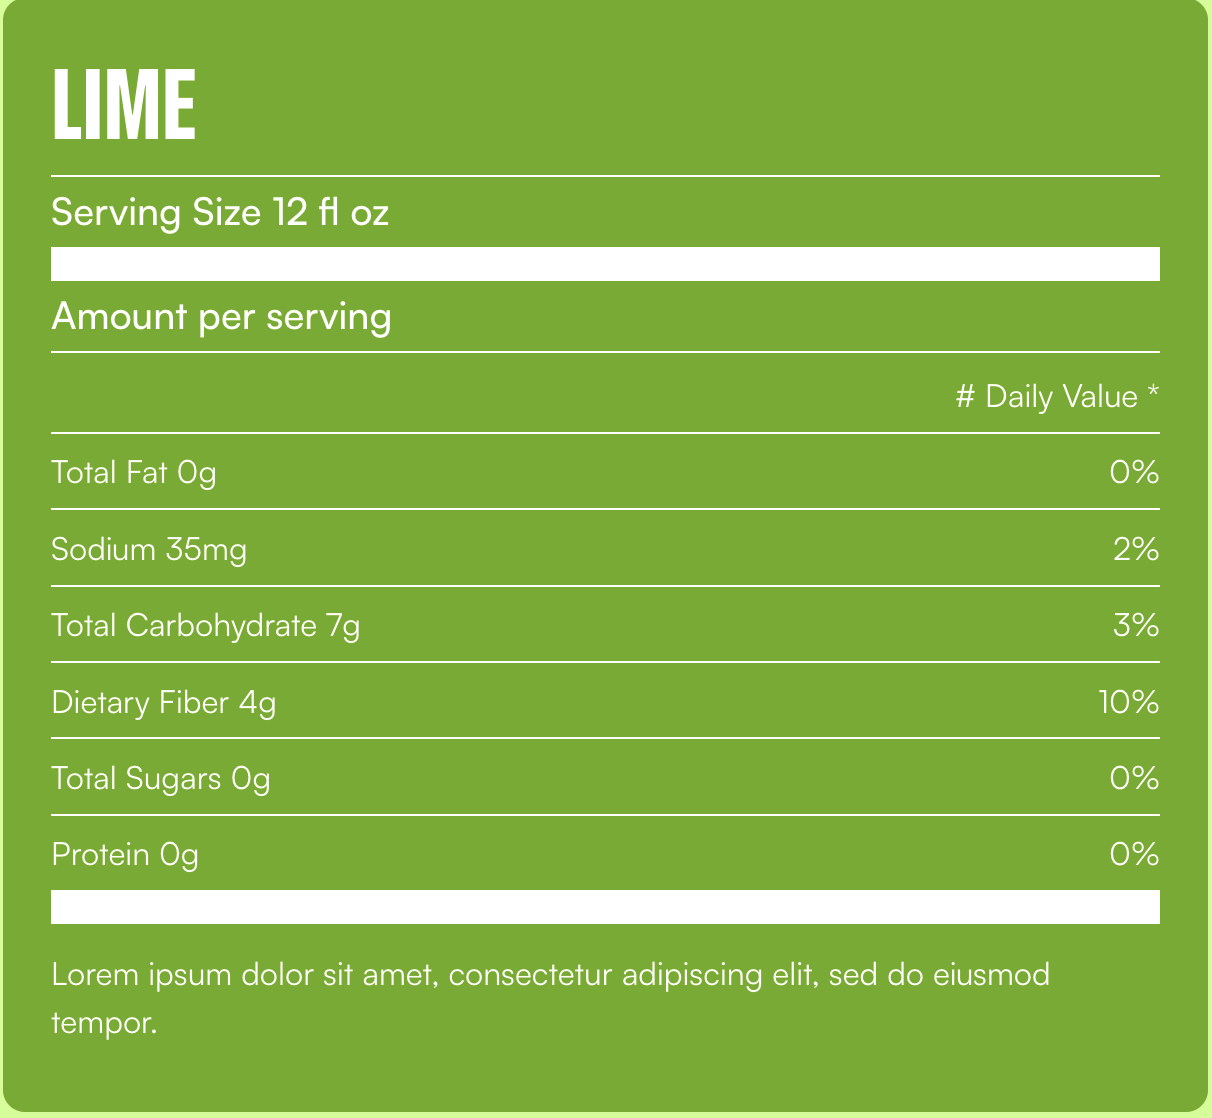 LIME
Serving Size 12 fl oz
Amount per serving
# Daily Value *
Total Fat 0g 0%
Sodium 35mg 2%
Total Carbohydrate 7g 3%
Dietary Fiber 4g 10%
Total Sugars 0g 0%
Protein 0g 0%
Lorem ipsum dolor sit amet, consectetur adipiscing elit, sed do eiusmod
tempor.